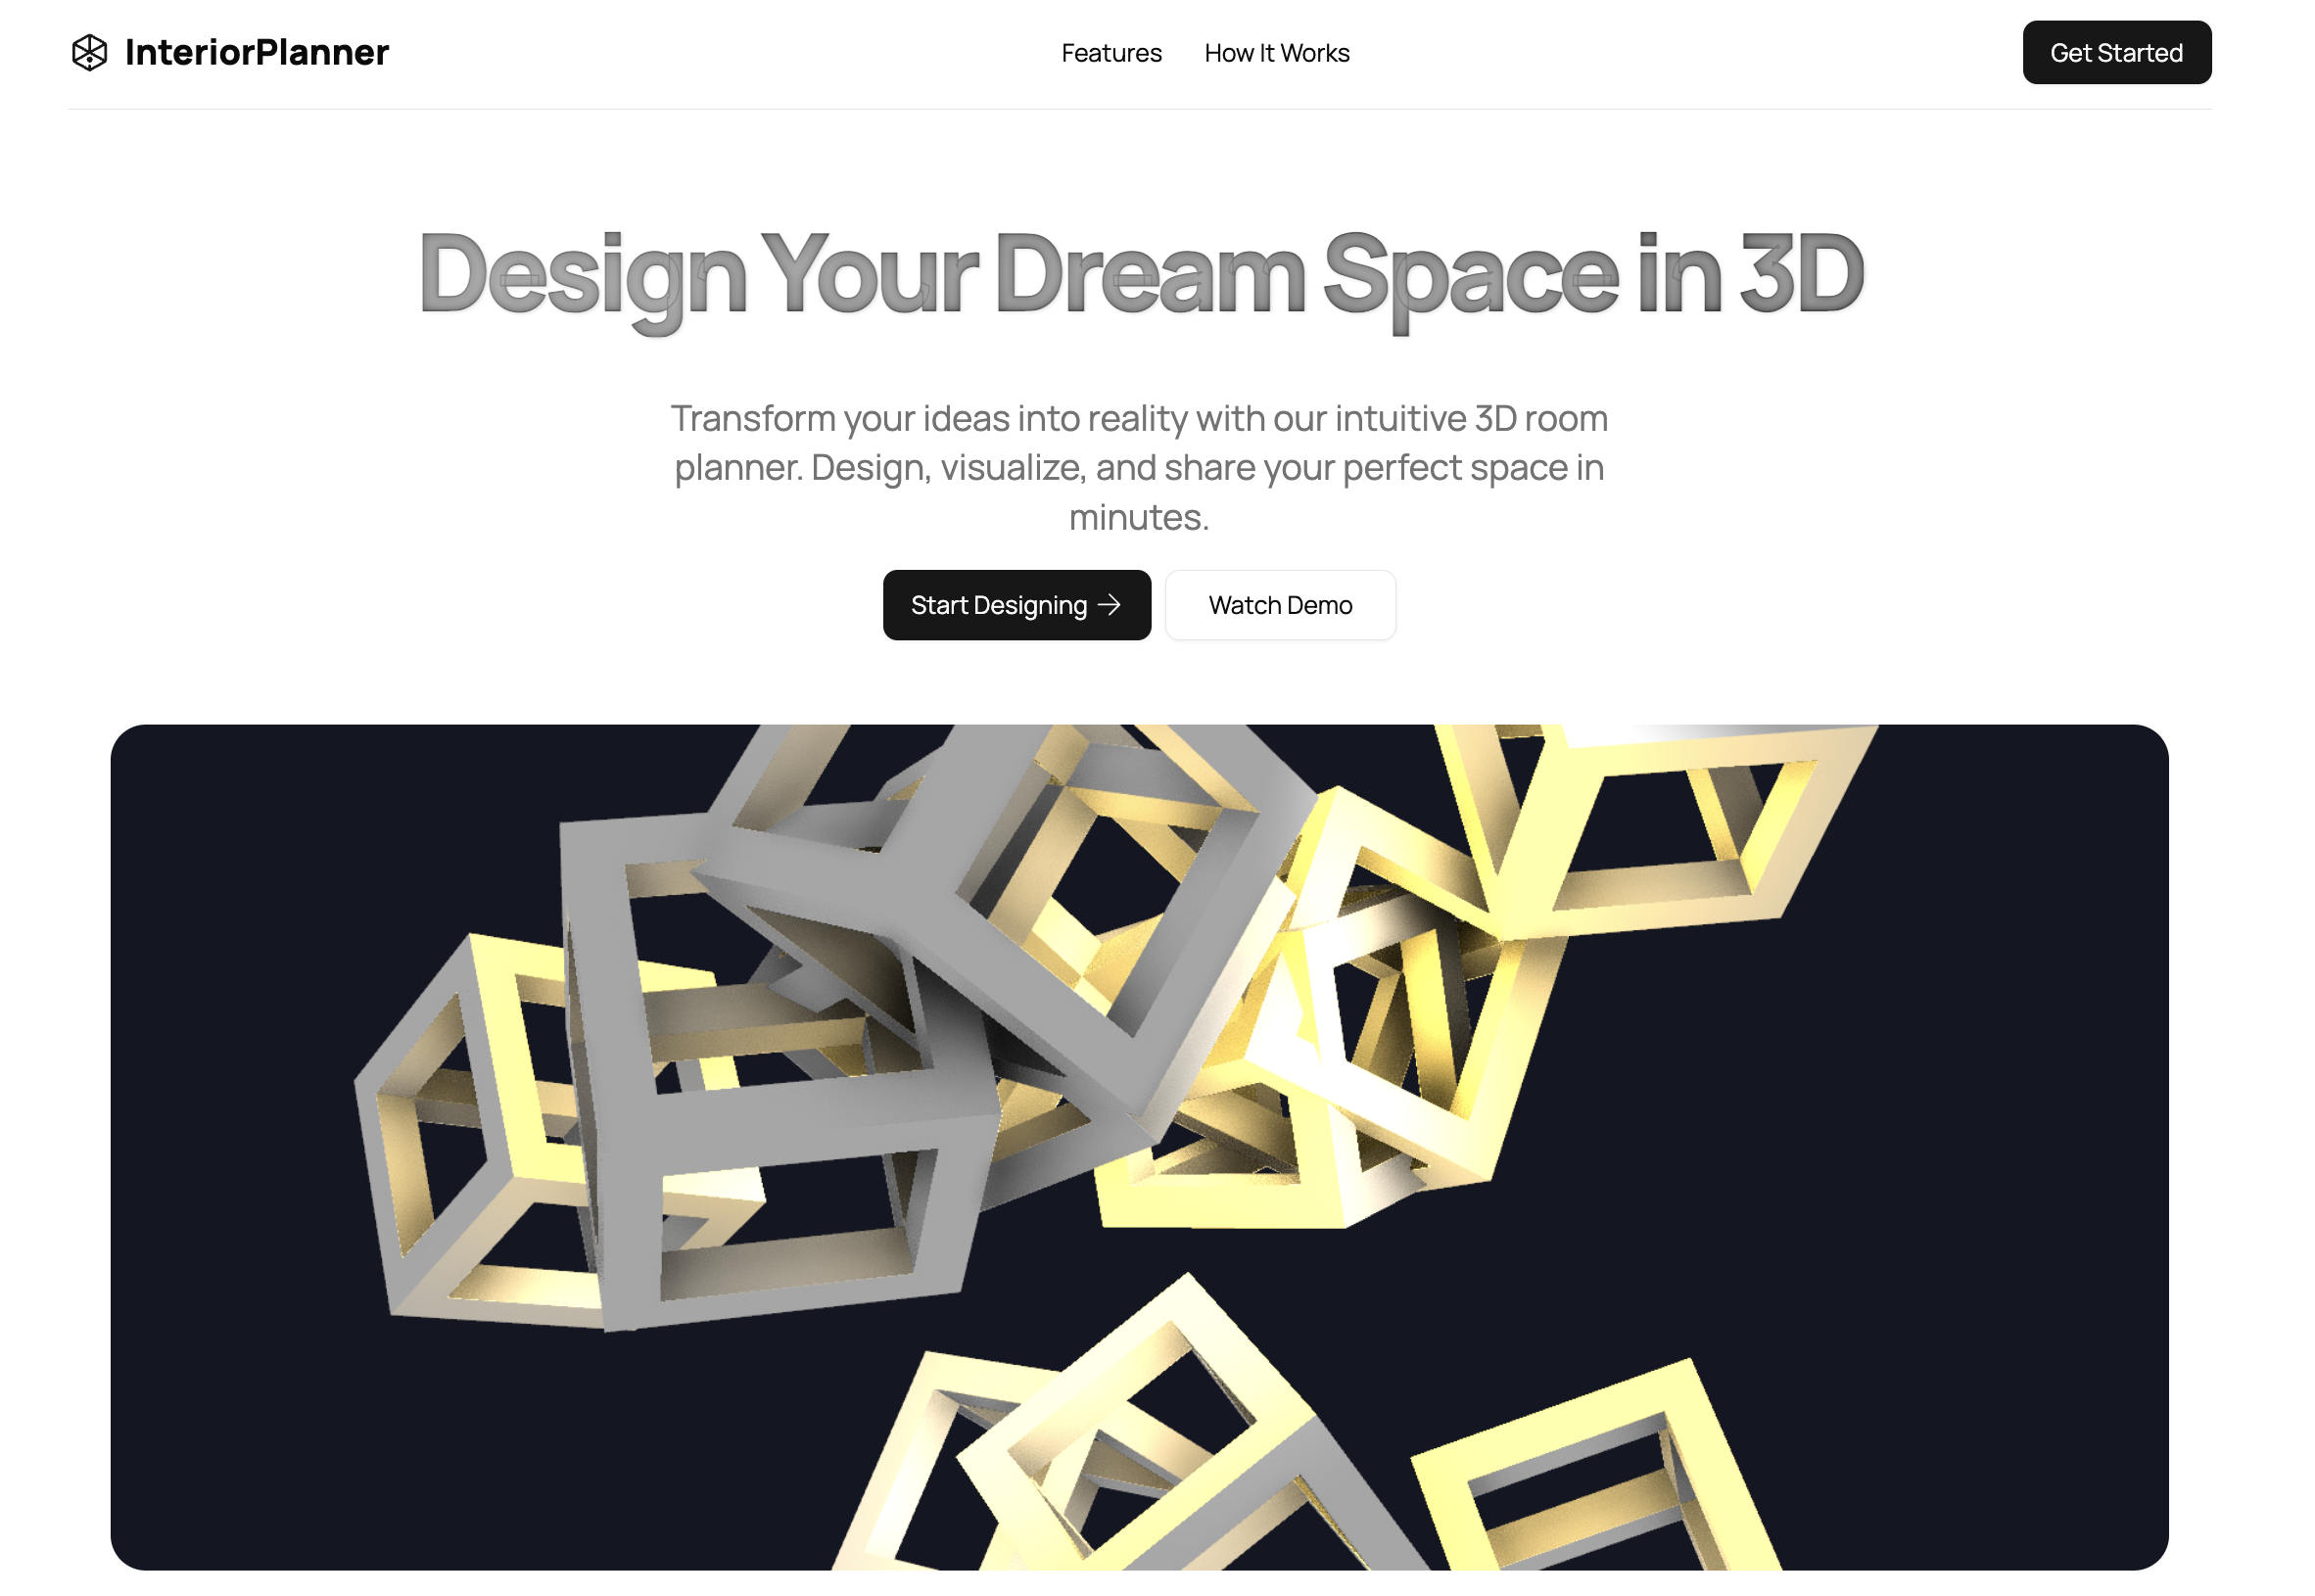 InteriorPlanner
Features
How It Works
Get Started
Design Your Dream Space in 3D
Transform your ideas into reality with our intuitive 3D room
planner. Design, visualize, and share your perfect space in
minutes.
Start Designing →
Watch Demo